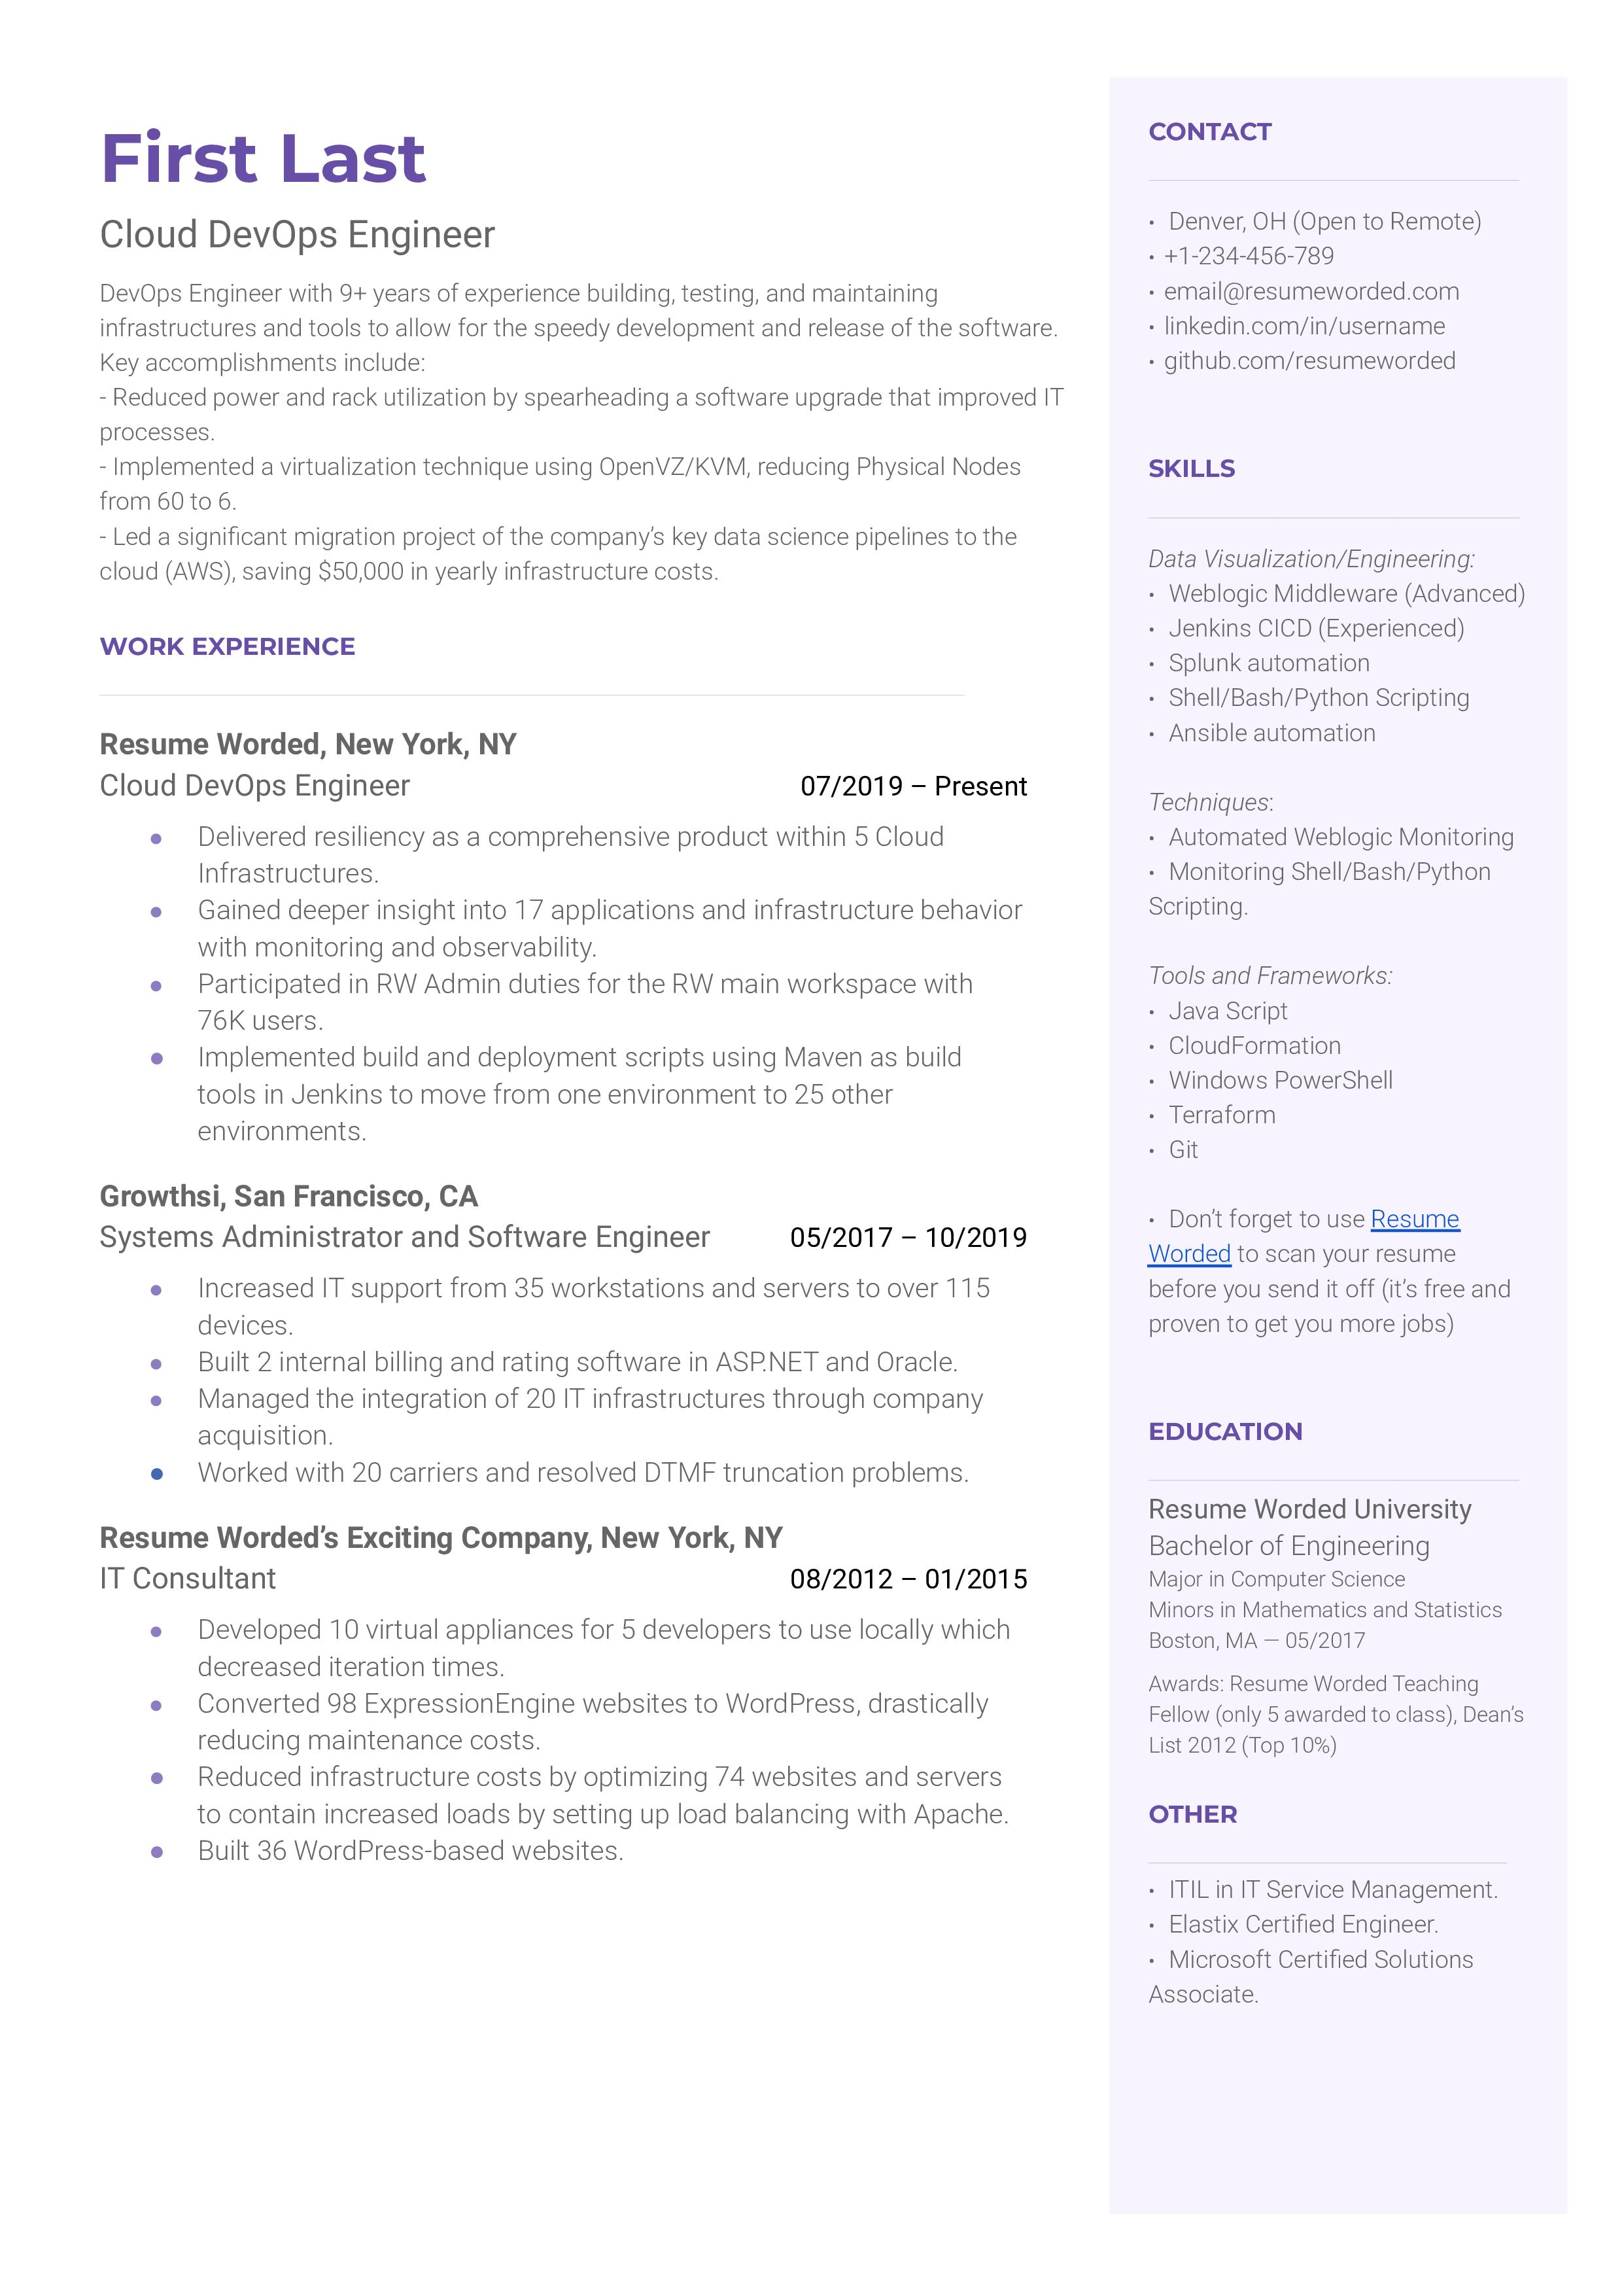 First Last
Cloud DevOps Engineer
DevOps Engineer with 9+ years of experience building, testing, and maintaining
infrastructures and tools to allow for the speedy development and release of the software.
Key accomplishments include:
- Reduced power and rack utilization by spearheading a software upgrade that improved IT
processes.
- Implemented a virtualization technique using OpenVZ/KVM, reducing Physical Nodes
from 60 to 6.
- Led a significant migration project of the company’s key data science pipelines to the
cloud (AWS), saving $50,000 in yearly infrastructure costs.
WORK EXPERIENCE
Resume Worded, New York, NY
Cloud DevOps Engineer 07/2019 – Present
● Delivered resiliency as a comprehensive product within 5 Cloud
Infrastructures.
● Gained deeper insight into 17 applications and infrastructure behavior
with monitoring and observability.
● Participated in RW Admin duties for the RW main workspace with
76K users.
● Implemented build and deployment scripts using Maven as build
tools in Jenkins to move from one environment to 25 other
environments.
Growthsi, San Francisco, CA
Systems Administrator and Software Engineer 05/2017 – 10/2019
● Increased IT support from 35 workstations and servers to over 115
devices.
● Built 2 internal billing and rating software in ASP.NET and Oracle.
● Managed the integration of 20 IT infrastructures through company
acquisition.
● Worked with 20 carriers and resolved DTMF truncation problems.
Resume Worded’s Exciting Company, New York, NY
IT Consultant 08/2012 – 01/2015
● Developed 10 virtual appliances for 5 developers to use locally which
decreased iteration times.
● Converted 98 ExpressionEngine websites to WordPress, drastically
reducing maintenance costs.
● Reduced infrastructure costs by optimizing 74 websites and servers
to contain increased loads by setting up load balancing with Apache.
● Built 36 WordPress-based websites.
CONTACT
• Denver, OH (Open to Remote)
• +1-234-456-789
• email@resumeworded.com
• linkedin.com/in/username
• github.com/resumeworded
SKILLS
Data Visualization/Engineering:
• Weblogic Middleware (Advanced)
• Jenkins CICD (Experienced)
• Splunk automation
• Shell/Bash/Python Scripting
• Ansible automation
Techniques:
• Automated Weblogic Monitoring
• Monitoring Shell/Bash/Python
Scripting.
Tools and Frameworks:
• Java Script
• CloudFormation
• Windows PowerShell
• Terraform
• Git
• Don’t forget to use Resume
Worded to scan your resume
before you send it off (it’s free and
proven to get you more jobs)
EDUCATION
Resume Worded University
Bachelor of Engineering
Major in Computer Science
Minors in Mathematics and Statistics
Boston, MA — 05/2017
Awards: Resume Worded Teaching
Fellow (only 5 awarded to class), Dean’s
List 2012 (Top 10%)
OTHER
• ITIL in IT Service Management.
• Elastix Certified Engineer.
• Microsoft Certified Solutions
Associate.